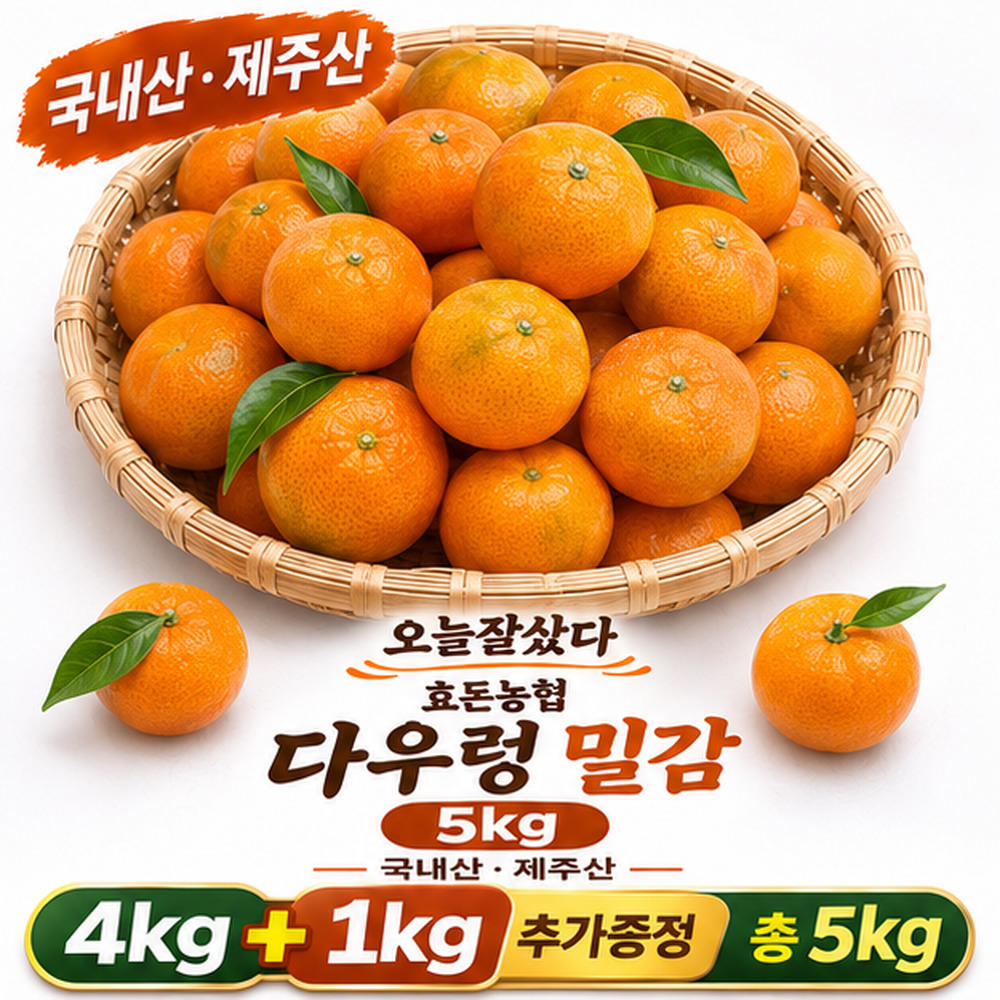 국내산·제주산
오늘잘샀다
효돈농협
다우렁 밀감
5kg
국내산·제주산
4kg + 1kg 추가증정 총 5kg